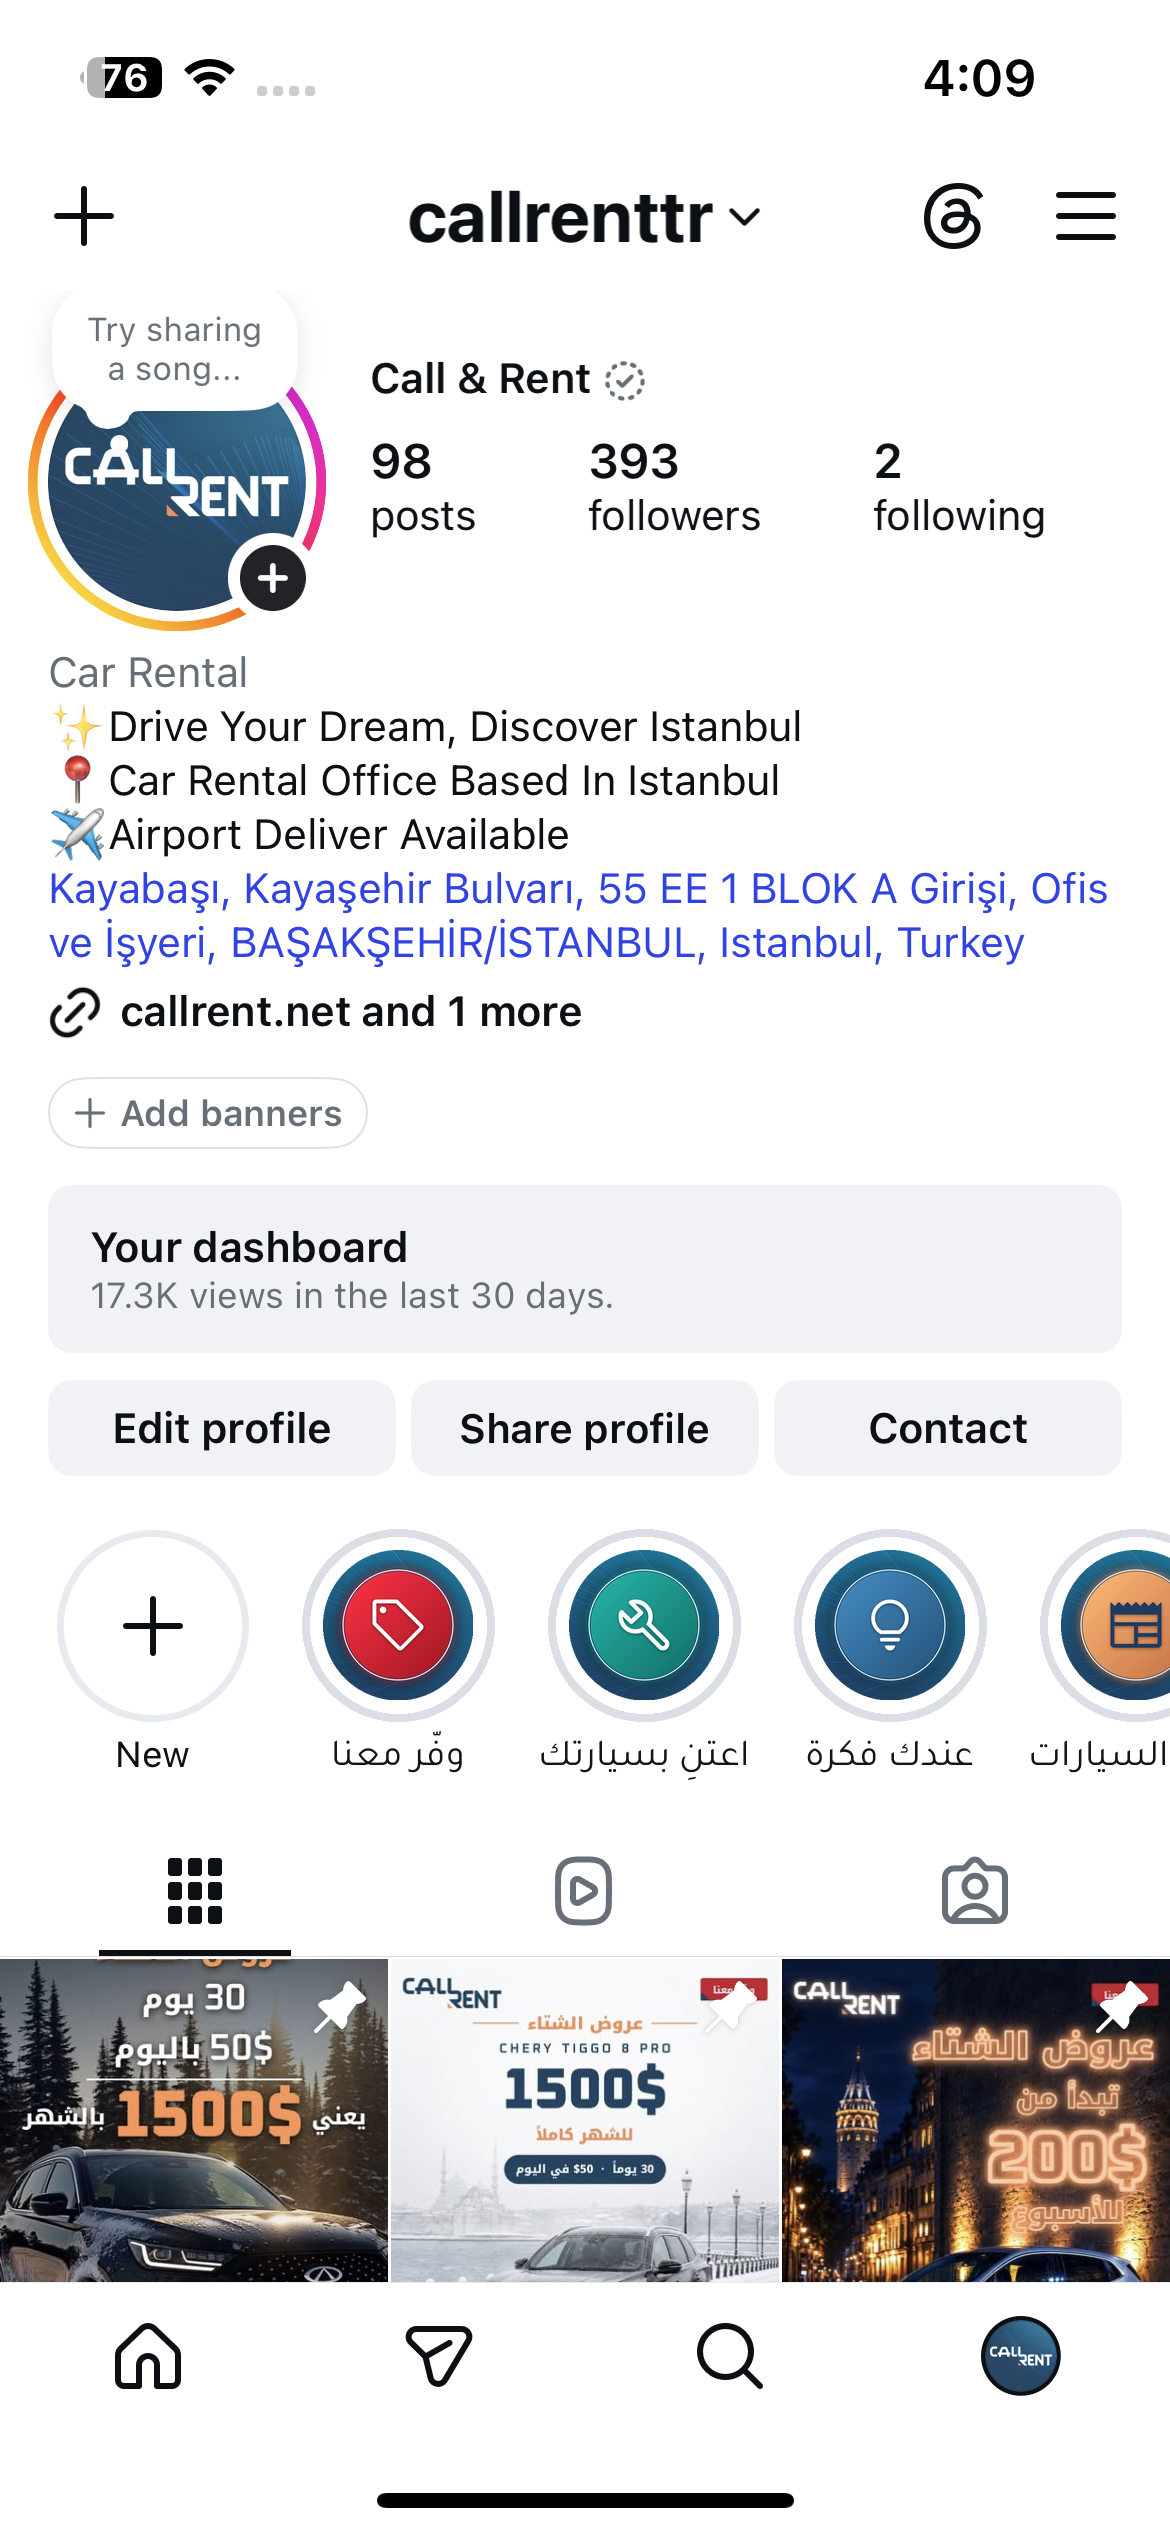 76
4:09
callrenttr
Try sharing
a song...
CALL
RENT
Call & Rent
98
posts
393
followers
2
following
Car Rental
✨Drive Your Dream, Discover Istanbul
📍 Car Rental Office Based In Istanbul
✈️Airport Deliver Available
Kayabaşı, Kayaşehir Bulvarı, 55 EE 1 BLOK A Girişi, Ofis
ve İşyeri, BAŞAKŞEHİR/İSTANBUL, Istanbul, Turkey
callrent.net and 1 more
+ Add banners
Your dashboard
17.3K views in the last 30 days.
Edit profile
Share profile
Contact
New
وفّر معنا
اعتنِ بسيارتك
عندك فكرة
السيارات
30 يوم
50$ باليوم
يعني 1500$ بالشهر
CALL
RENT
عروض الشتاء
CHERY TIGGO 8 PRO
1500$
للشهر كاملاً
30 يوماً · $50 في اليوم
CALL
RENT
عروض الشتاء
تبدأ من
200$
للأسبوع
CALL
RENT